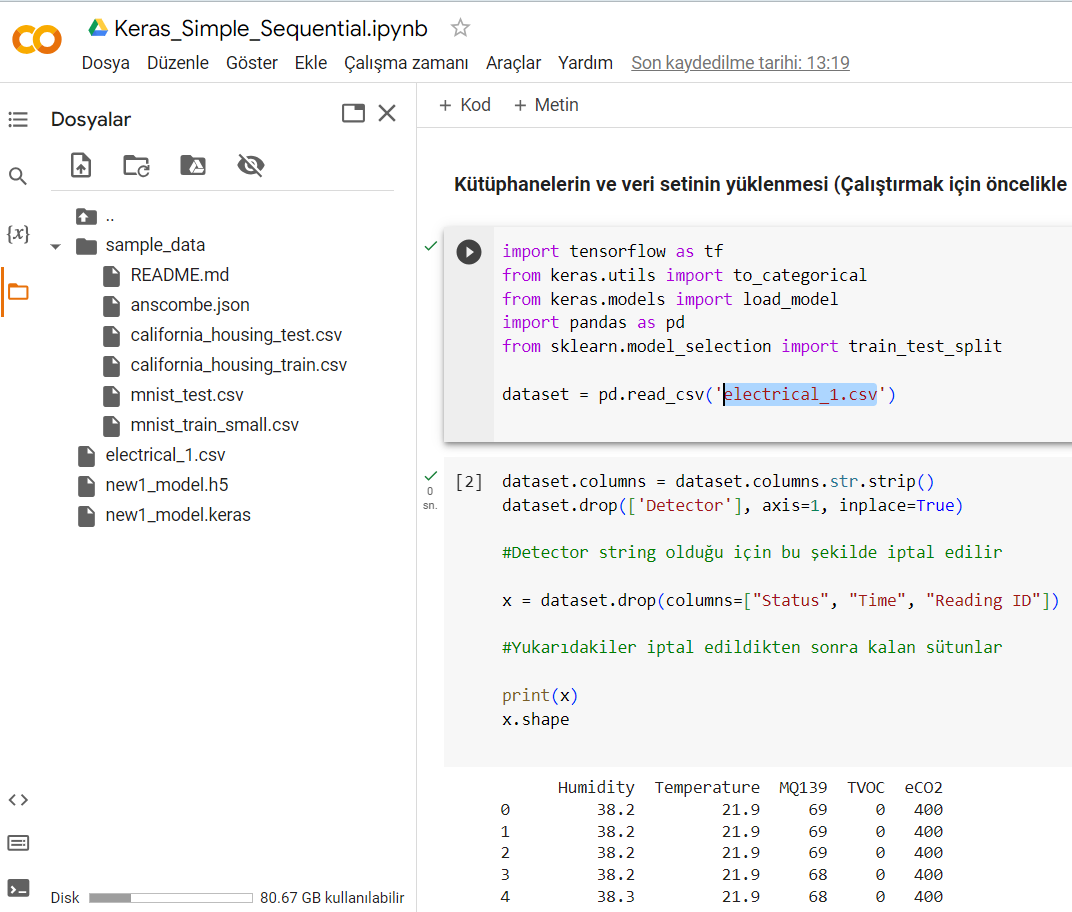 Keras_Simple_Sequential.ipynb
Dosya Düzenle Göster Ekle Çalışma zamanı Araçlar Yardım Son kaydedilme tarihi: 13:19
Dosyalar
+ Kod + Metin
{x}
..
sample_data
README.md
anscombe.json
california_housing_test.csv
california_housing_train.csv
mnist_test.csv
mnist_train_small.csv
electrical_1.csv
new1_model.h5
new1_model.keras
Disk 80.67 GB kullanılabilir
Kütüphanelerin ve veri setinin yüklenmesi (Çalıştırmak için öncelikle
import tensorflow as tf
from keras.utils import to_categorical
from keras.models import load_model
import pandas as pd
from sklearn.model_selection import train_test_split
dataset = pd.read_csv('electrical_1.csv')
0
sn.
[2] dataset.columns = dataset.columns.str.strip()
dataset.drop(['Detector'], axis=1, inplace=True)
#Detector string olduğu için bu şekilde iptal edilir
x = dataset.drop(columns=["Status", "Time", "Reading ID"])
#Yukarıdakiler iptal edildikten sonra kalan sütunlar
print(x)
x.shape
Humidity Temperature MQ139 TVOC eCO2
0 38.2 21.9 69 0 400
1 38.2 21.9 69 0 400
2 38.2 21.9 69 0 400
3 38.2 21.9 68 0 400
4 38.3 21.9 68 0 400